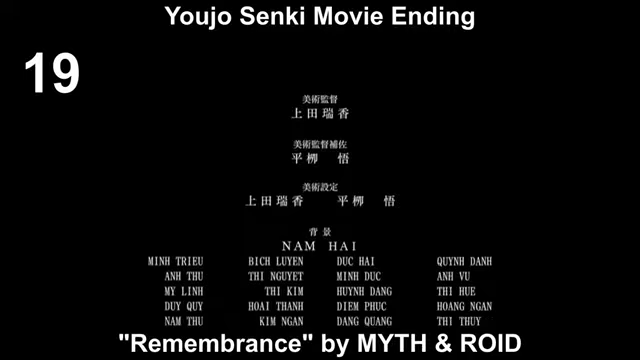 Youjo Senki Movie Ending
19
美術監督
上田瑞香
美術監督補佐
平柳 悟
美術設定
上田瑞香 平柳 悟
背景
NAM HAI
MINH TRIEU BICH LUYEN DUC HAI QUYNH DANH
ANH THU THI NGUYET MINH DUC ANH VU
MY LINH THI KIM HUYNH DANG THI HUE
DUY QUY HOAI THANH DIEM PHUC HOANG NGAN
NAM THU KIM NGAN DANG QUANG THI THUY
"Remembrance" by MYTH & ROID